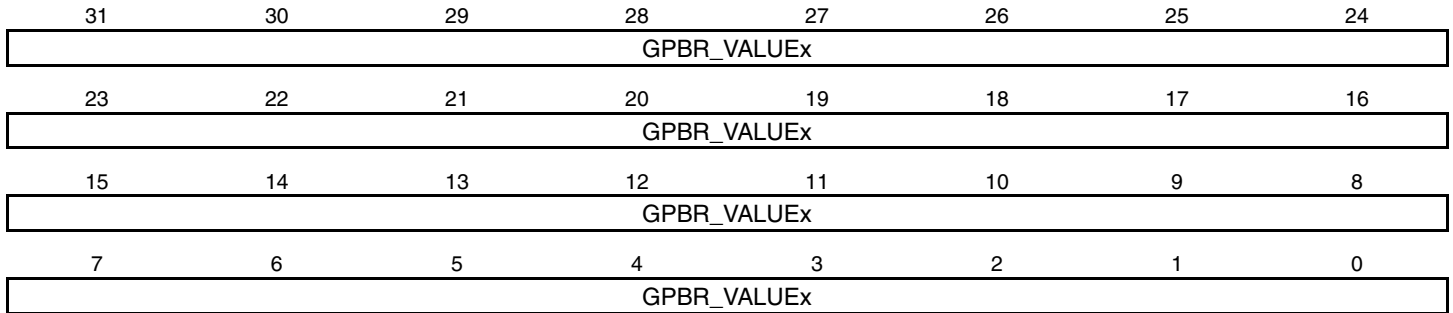 31 30 29 28 27 26 25 24
GPBR_VALUEx
23 22 21 20 19 18 17 16
GPBR_VALUEx
15 14 13 12 11 10 9 8
GPBR_VALUEx
7 6 5 4 3 2 1 0
GPBR_VALUEx